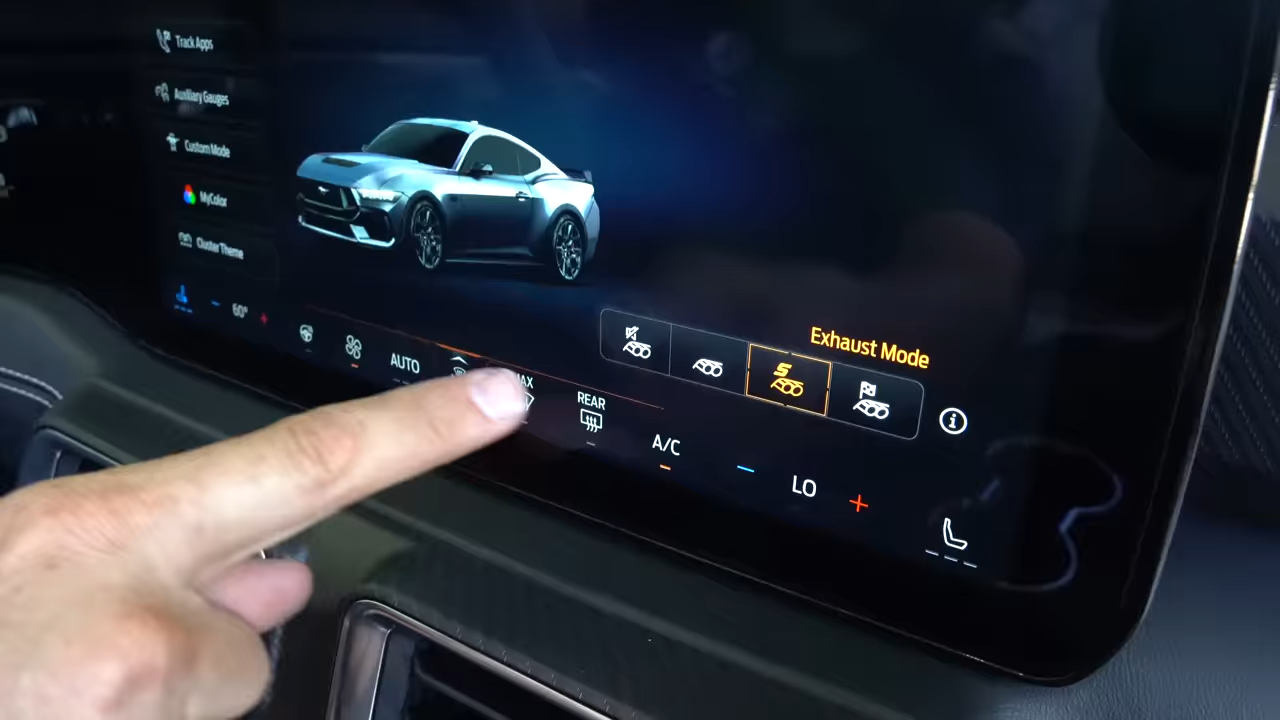 Track Apps
Auxiliary Gauges
Custom Mode
MyColor
Cluster Theme
60°
AUTO
MAX
REAR
A/C
LO
Exhaust Mode
S